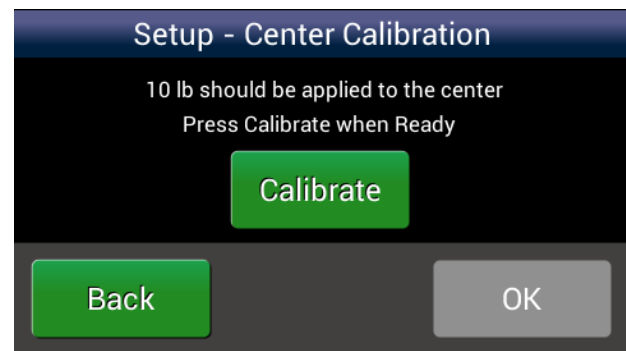 Setup - Center Calibration
10 lb should be applied to the center
Press Calibrate when Ready
Calibrate
Back
OK